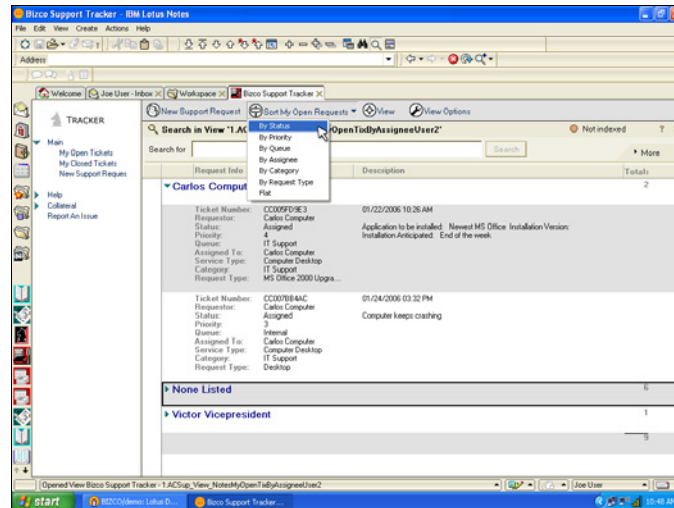 Bizco Support Tracker - IBM Lotus Notes
File Edit View Create Actions Help
Address
Welcome Joe User - Inbox Workspace Bizco Support Tracker
New Support Request Sort My Open Requests View View Options
TRACKER
Search in View "1.AC OpenTixByAssigneeUser2" Not indexed ?
Search for Search More
Main
My Open Tickets
My Closed Tickets
New Support Reques
Help
Collateral
Report An Issue
By Status
By Priority
By Queue
By Assignee
By Category
By Request Type
Flat
Request Info Description Totals
Carlos Comput 2
Ticket Number: CC005FD9E3 01/22/2006 10:26 AM
Requestor: Carlos Computer
Status: Assigned Application to be installed: Newest MS Office Installation Version:
Priority: 4 Installation Anticipated: End of the week
Queue: IT Support
Assigned To: Carlos Computer
Service Type: Computer Desktop
Category: IT Support
Request Type: MS Office 2000 Upgra...
Ticket Number: CC007BB4AC 01/24/2006 03:32 PM
Requestor: Carlos Computer
Status: Assigned Computer keeps crashing
Priority: 3
Queue: Internal
Assigned To: Carlos Computer
Service Type: Computer Desktop
Category: IT Support
Request Type: Desktop
None Listed 6
Victor Vicepresident 1
9
Opened View Bizco Support Tracker - 1.ACSup_View_NotesMyOpenTixByAssigneeUser2 Joe User
start BIZCO/demo: Lotus D... Bizco Support Tracker... 10:48 AM